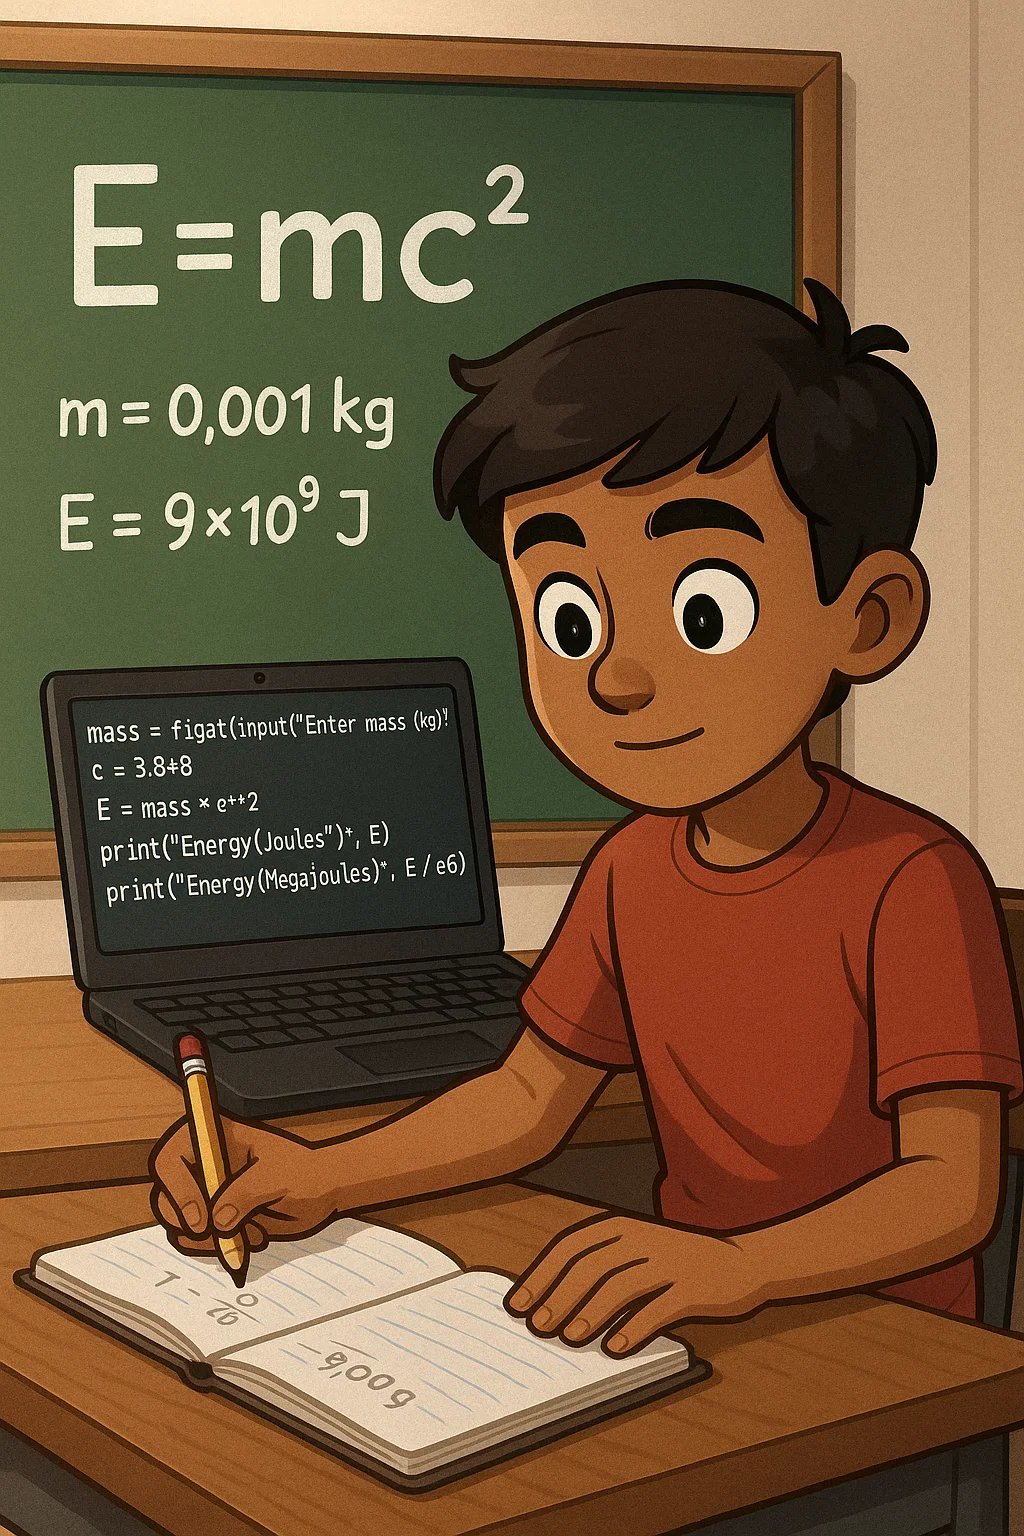 E=mc²
m = 0,001 kg
E = 9×10⁹ J
mass = figat(input("Enter mass (kg)"
c = 3.8+8
E = mass * e**2
print("Energy(Joules")*, E)
print("Energy(Megajoules)*, E / e6)